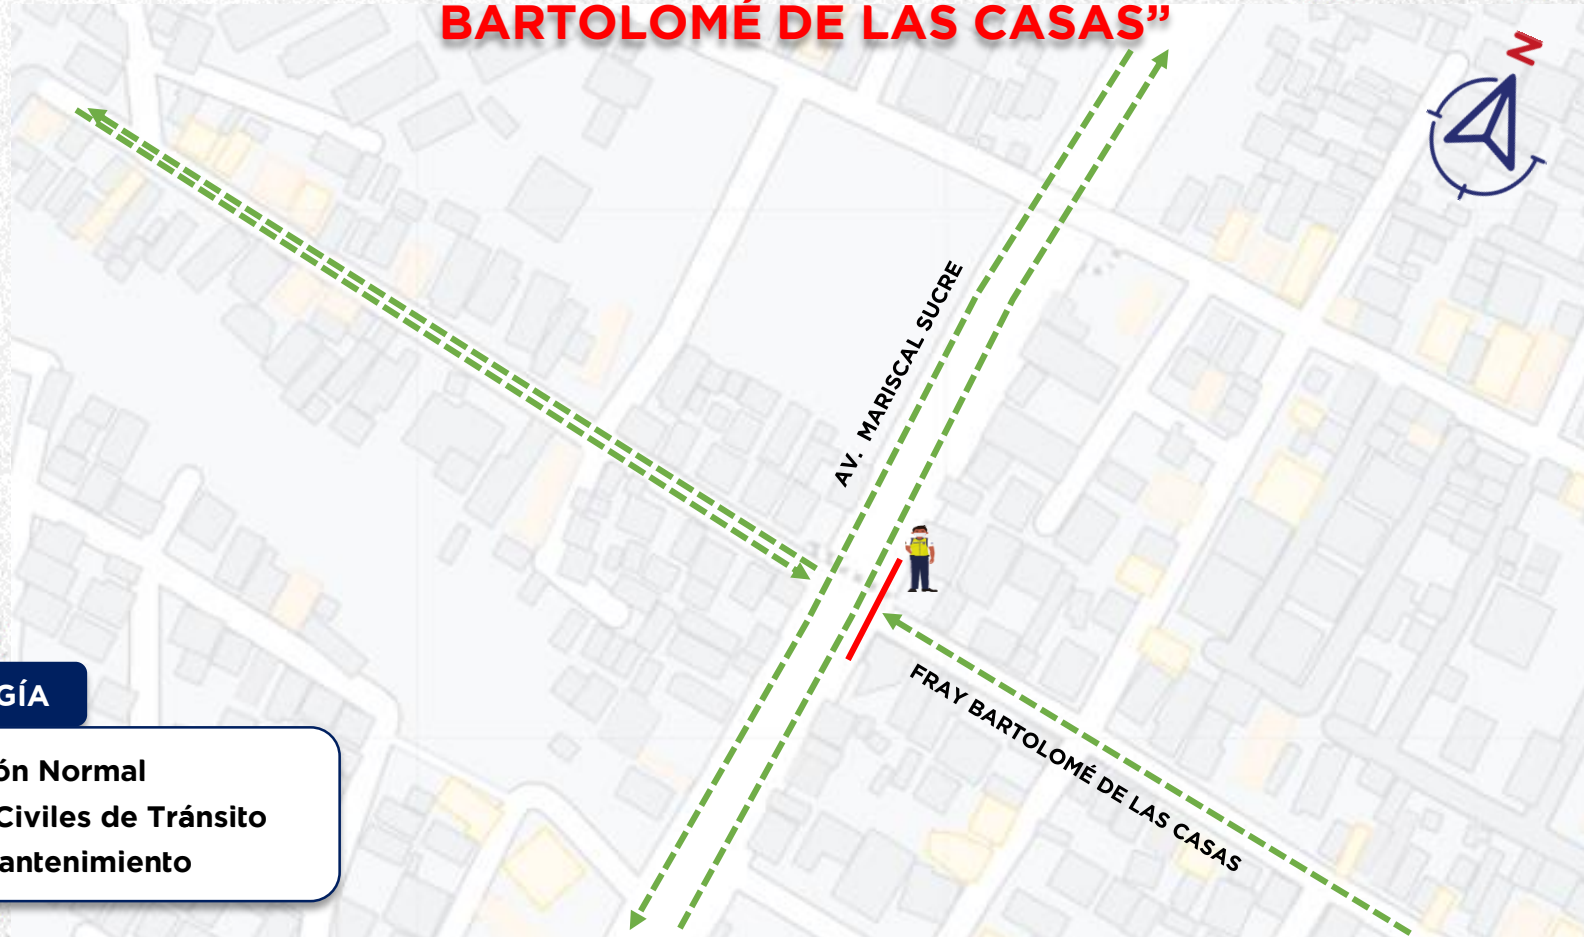 BARTOLOMÉ DE LAS CASAS”
N
AV. MARISCAL SUCRE
FRAY BARTOLOMÉ DE LAS CASAS
GÍA
ón Normal
Civiles de Tránsito
antenimiento